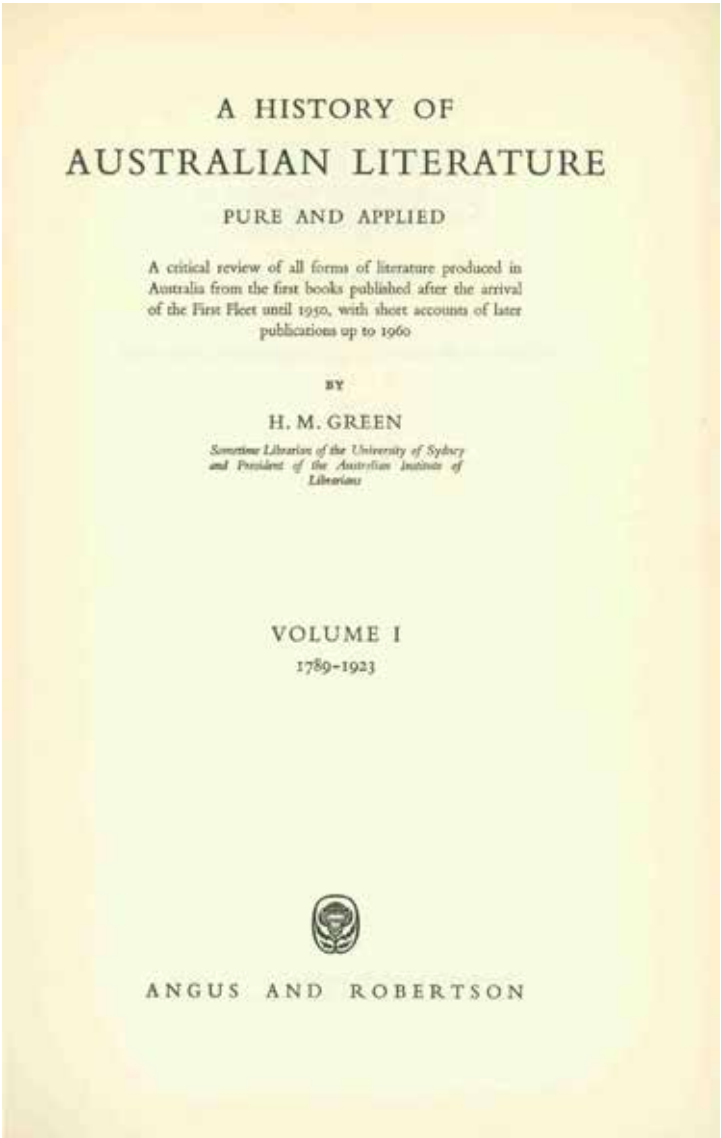 A HISTORY OF
AUSTRALIAN LITERATURE
PURE AND APPLIED
A critical review of all forms of literature produced in
Australia from the first books published after the arrival
of the First Fleet until 1950, with short accounts of later
publications up to 1960
BY
H. M. GREEN
Sometime Librarian of the University of Sydney
and President of the Australian Institute of
Librarians
VOLUME I
1789–1923
ANGUS AND ROBERTSON